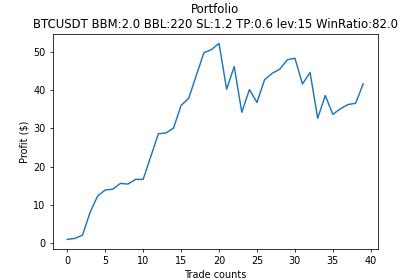 Portfolio
BTCUSDT BBM:2.0 BBL:220 SL:1.2 TP:0.6 lev:15 WinRatio:82.0
50
40
30
20
10
0
Profit ($)
0 5 10 15 20 25 30 35 40
Trade counts